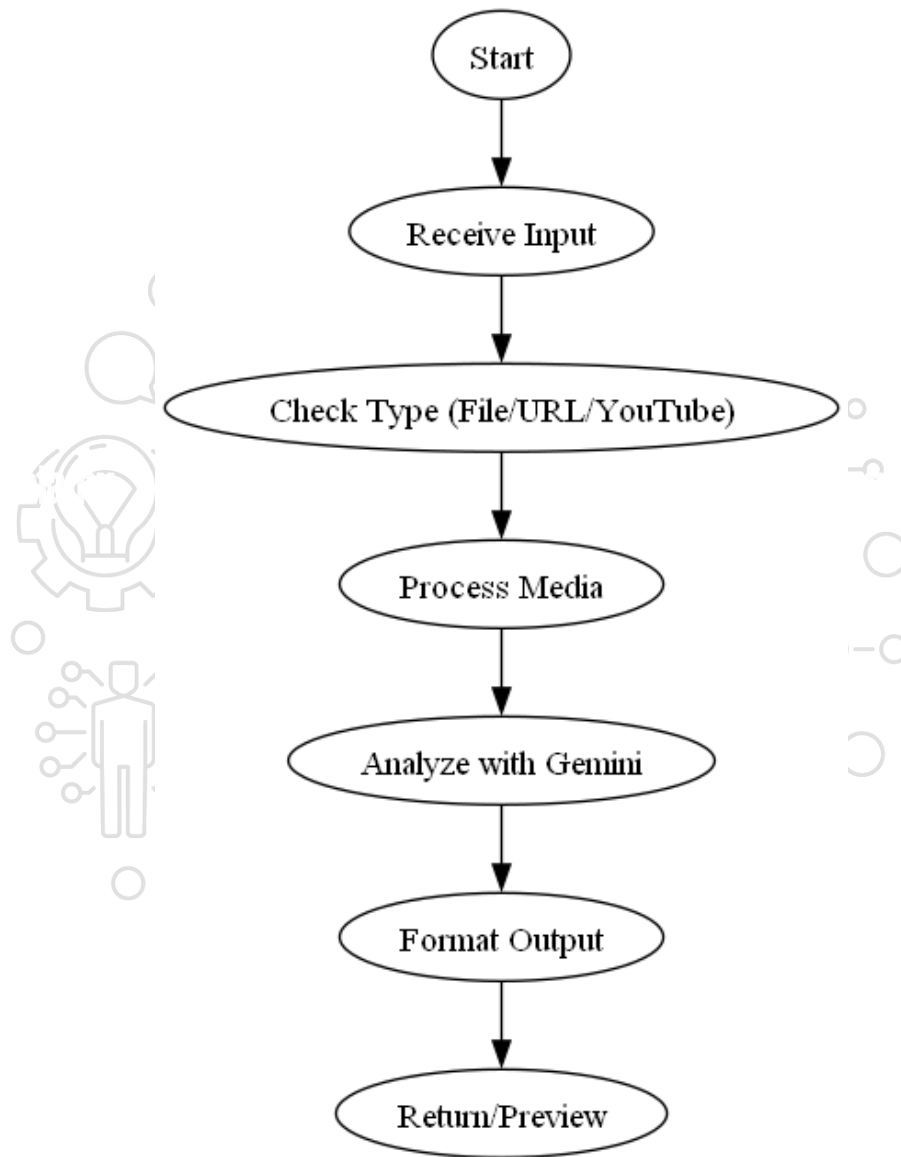 Start
Receive Input
Check Type (File/URL/YouTube)
Process Media
Analyze with Gemini
Format Output
Return/Preview